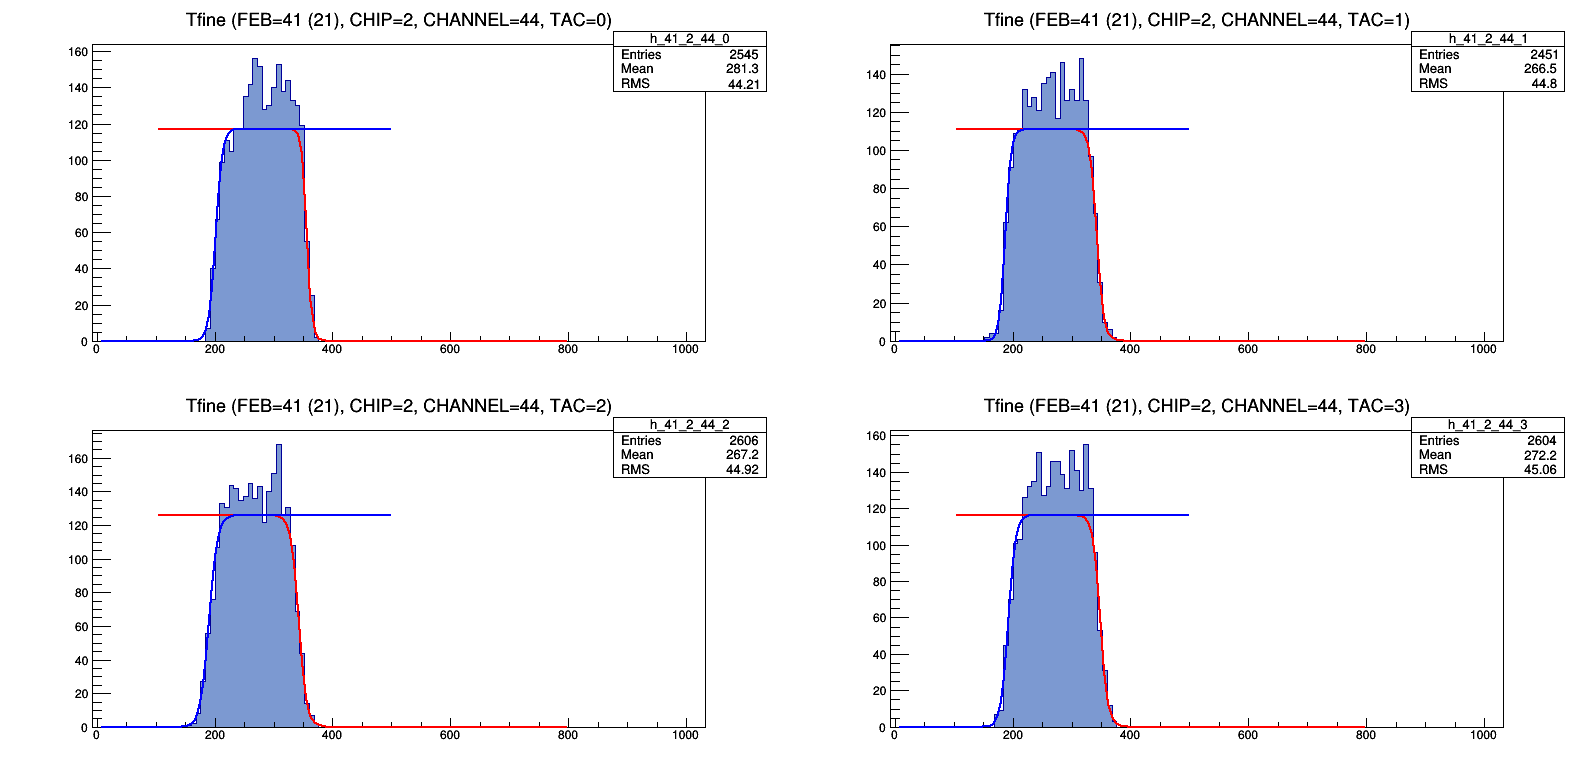 Tfine (FEB=41 (21), CHIP=2, CHANNEL=44, TAC=0)
h_41_2_44_0
Entries 2545
Mean 281.3
RMS 44.21
160
140
120
100
80
60
40
20
0
0 200 400 600 800 1000
Tfine (FEB=41 (21), CHIP=2, CHANNEL=44, TAC=1)
h_41_2_44_1
Entries 2451
Mean 266.5
RMS 44.8
140
120
100
80
60
40
20
0
0 200 400 600 800 1000
Tfine (FEB=41 (21), CHIP=2, CHANNEL=44, TAC=2)
h_41_2_44_2
Entries 2606
Mean 267.2
RMS 44.92
160
140
120
100
80
60
40
20
0
0 200 400 600 800 1000
Tfine (FEB=41 (21), CHIP=2, CHANNEL=44, TAC=3)
h_41_2_44_3
Entries 2604
Mean 272.2
RMS 45.06
160
140
120
100
80
60
40
20
0
0 200 400 600 800 1000